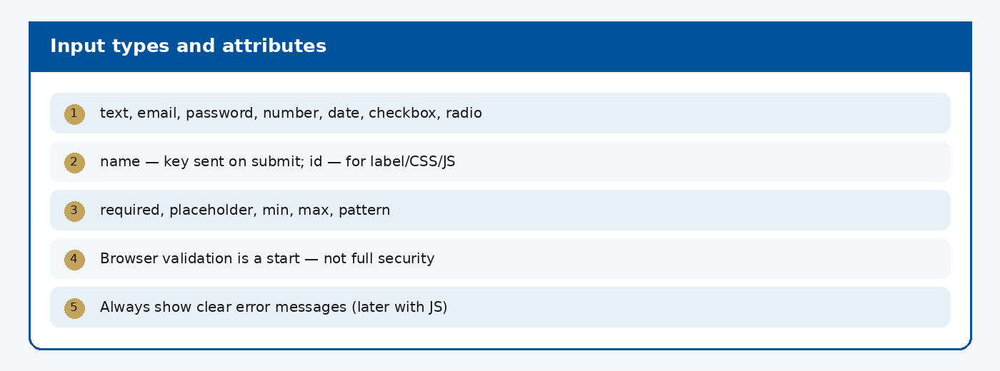 Input types and attributes
1 text, email, password, number, date, checkbox, radio
2 name — key sent on submit; id — for label/CSS/JS
3 required, placeholder, min, max, pattern
4 Browser validation is a start — not full security
5 Always show clear error messages (later with JS)